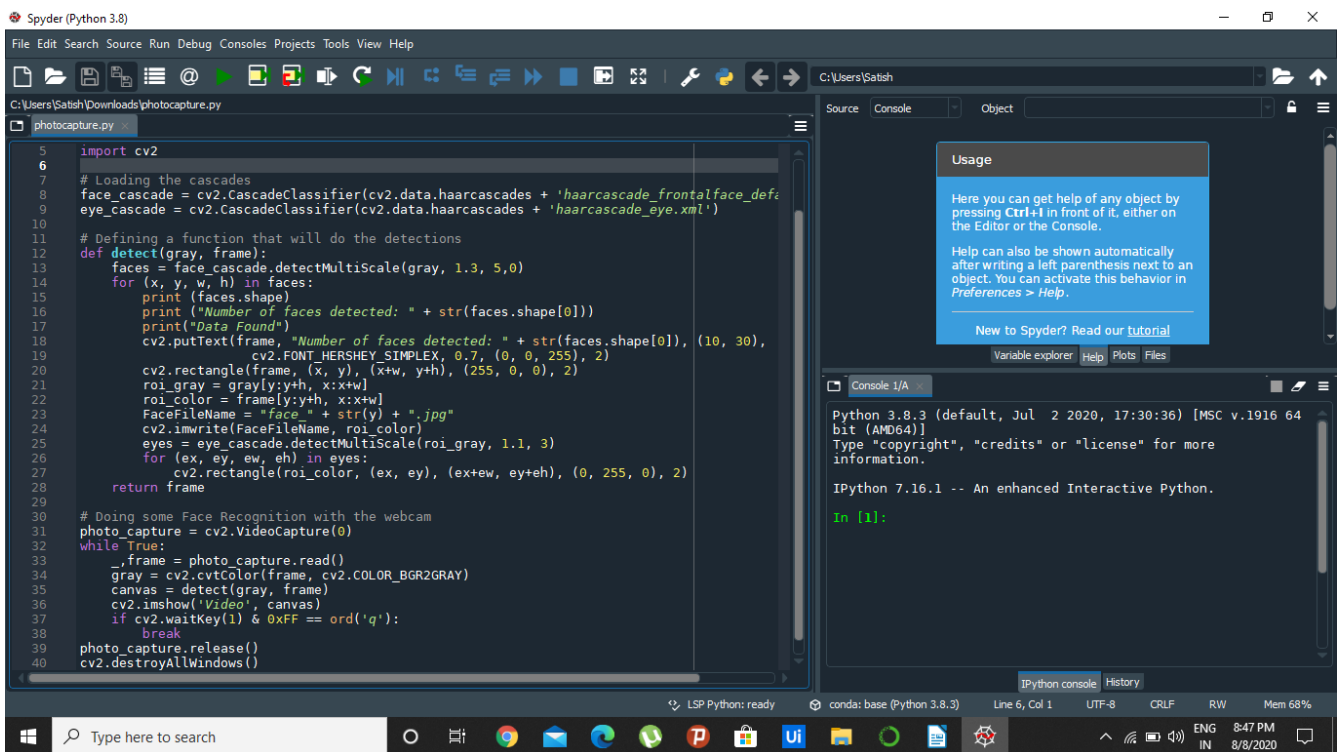 Spyder (Python 3.8)
File Edit Search Source Run Debug Consoles Projects Tools View Help
C:\Users\Satish
C:\Users\Satish\Downloads\photocapture.py
photocapture.py
5 import cv2
6
7 # Loading the cascades
8 face_cascade = cv2.CascadeClassifier(cv2.data.haarcascades + 'haarcascade_frontalface_defa
9 eye_cascade = cv2.CascadeClassifier(cv2.data.haarcascades + 'haarcascade_eye.xml')
10
11 # Defining a function that will do the detections
12 def detect(gray, frame):
13     faces = face_cascade.detectMultiScale(gray, 1.3, 5,0)
14     for (x, y, w, h) in faces:
15         print (faces.shape)
16         print ("Number of faces detected: " + str(faces.shape[0]))
17         print("Data Found")
18         cv2.putText(frame, "Number of faces detected: " + str(faces.shape[0]), (10, 30),
19                       cv2.FONT_HERSHEY_SIMPLEX, 0.7, (0, 0, 255), 2)
20         cv2.rectangle(frame, (x, y), (x+w, y+h), (255, 0, 0), 2)
21         roi_gray = gray[y:y+h, x:x+w]
22         roi_color = frame[y:y+h, x:x+w]
23         FaceFileName = "face_" + str(y) + ".jpg"
24         cv2.imwrite(FaceFileName, roi_color)
25         eyes = eye_cascade.detectMultiScale(roi_gray, 1.1, 3)
26         for (ex, ey, ew, eh) in eyes:
27             cv2.rectangle(roi_color, (ex, ey), (ex+ew, ey+eh), (0, 255, 0), 2)
28     return frame
29
30 # Doing some Face Recognition with the webcam
31 photo_capture = cv2.VideoCapture(0)
32 while True:
33     _,frame = photo_capture.read()
34     gray = cv2.cvtColor(frame, cv2.COLOR_BGR2GRAY)
35     canvas = detect(gray, frame)
36     cv2.imshow('Video', canvas)
37     if cv2.waitKey(1) & 0xFF == ord('q'):
38         break
39 photo_capture.release()
40 cv2.destroyAllWindows()
Source Console Object
Usage
Here you can get help of any object by
pressing Ctrl+I in front of it, either on
the Editor or the Console.
Help can also be shown automatically
after writing a left parenthesis next to an
object. You can activate this behavior in
Preferences > Help.
New to Spyder? Read our tutorial
Variable explorer Help Plots Files
Console 1/A
Python 3.8.3 (default, Jul  2 2020, 17:30:36) [MSC v.1916 64
bit (AMD64)]
Type "copyright", "credits" or "license" for more
information.
IPython 7.16.1 -- An enhanced Interactive Python.
In [1]:
IPython console History
LSP Python: ready conda: base (Python 3.8.3) Line 6, Col 1 UTF-8 CRLF RW Mem 68%
Type here to search
Ui
ENG
IN
8:47 PM
8/8/2020